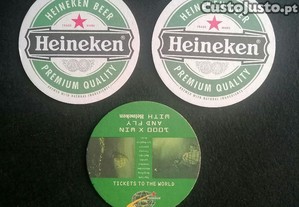 CustoJusto.pt
HEINEKEN BEER
Heineken
PREMIUM QUALITY
HEINEKEN BEER
Heineken
PREMIUM QUALITY
1000 X WIN
AND FLY
WITH Heineken
TICKETS TO THE WORLD